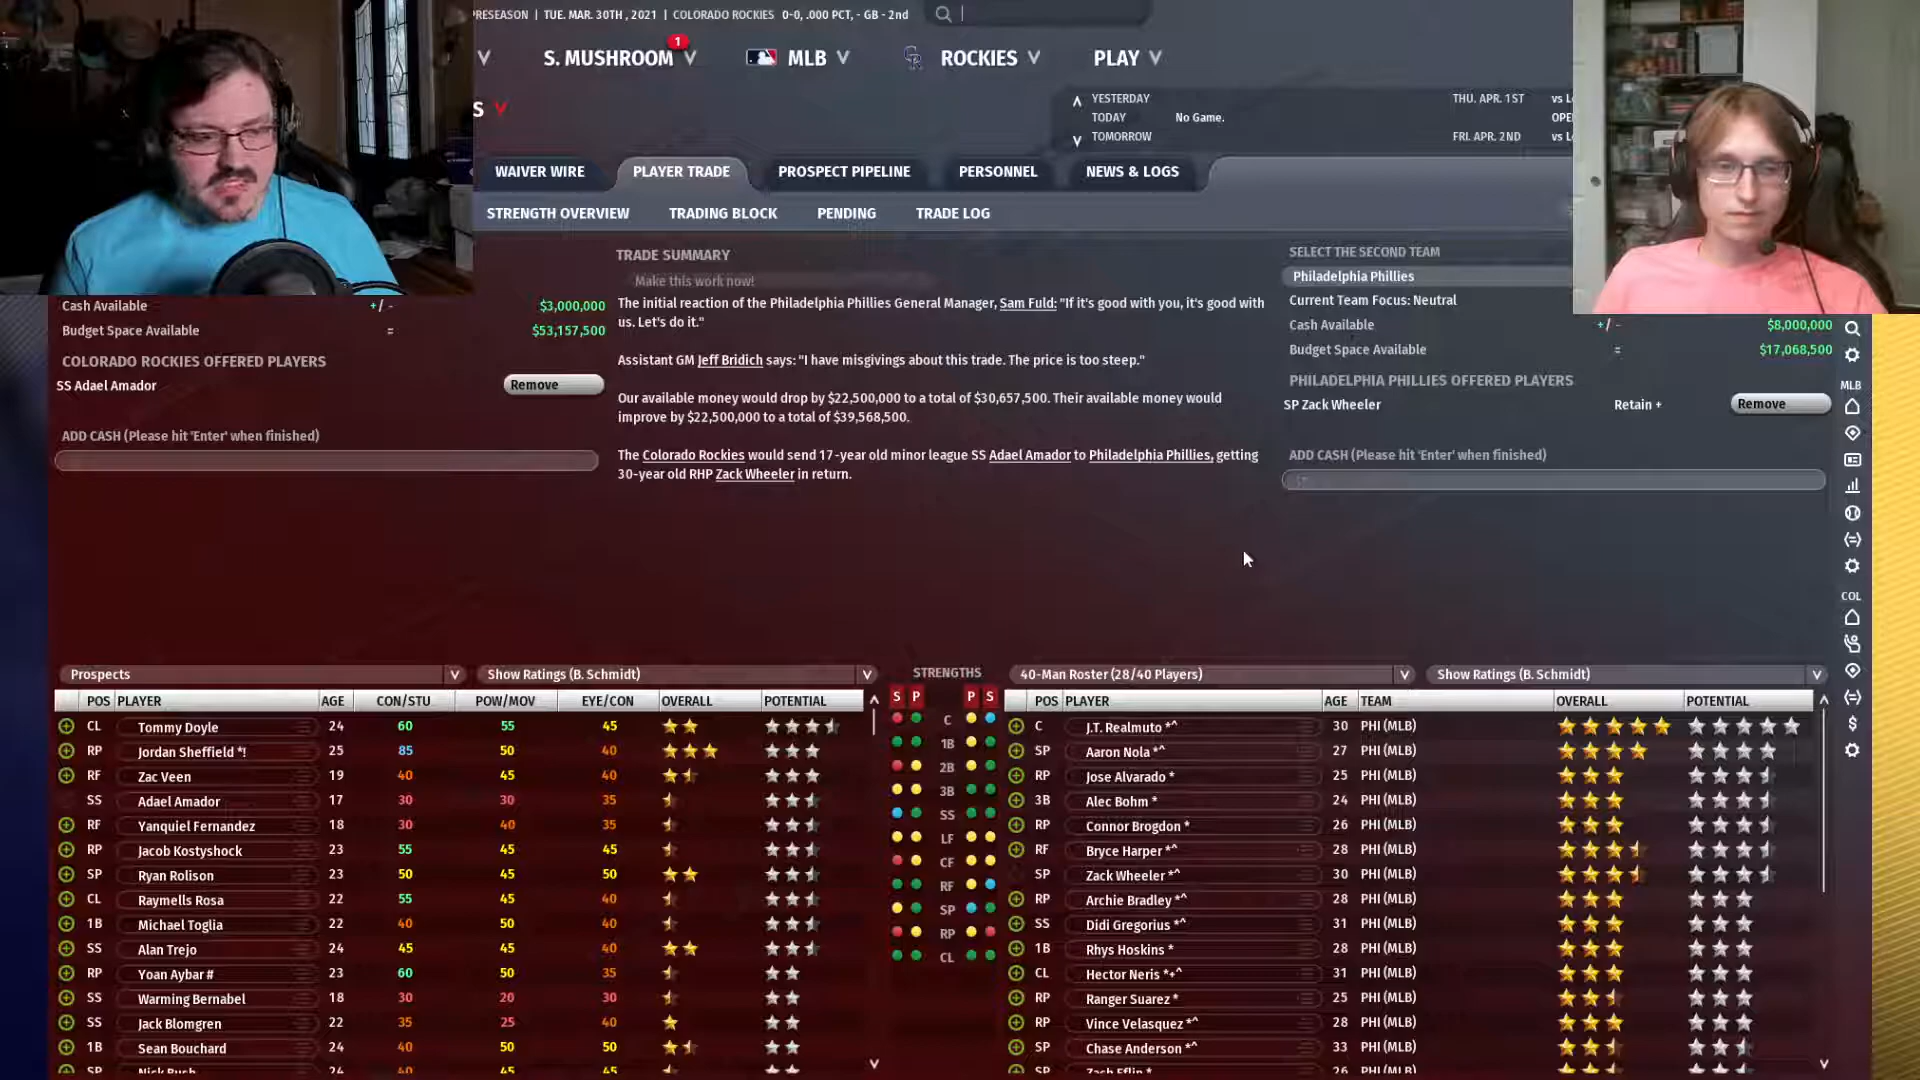 PRESEASON | TUE. MAR. 30TH , 2021 | COLORADO ROCKIES 0-0, .000 PCT, - GB - 2nd
S. MUSHROOM 1 MLB ROCKIES PLAY
S
YESTERDAY
TODAY No Game.
TOMORROW
THU. APR. 1ST vs L
OPE
FRI. APR. 2ND vs L
WAIVER WIRE PLAYER TRADE PROSPECT PIPELINE PERSONNEL NEWS & LOGS
STRENGTH OVERVIEW TRADING BLOCK PENDING TRADE LOG
Cash Available +/- $3,000,000
Budget Space Available = $53,157,500
COLORADO ROCKIES OFFERED PLAYERS
SS Adael Amador Remove
ADD CASH (Please hit 'Enter' when finished)
TRADE SUMMARY
Make this work now!
The initial reaction of the Philadelphia Phillies General Manager, Sam Fuld: "If it's good with you, it's good with
us. Let's do it."
Assistant GM Jeff Bridich says: "I have misgivings about this trade. The price is too steep."
Our available money would drop by $22,500,000 to a total of $30,657,500. Their available money would
improve by $22,500,000 to a total of $39,568,500.
The Colorado Rockies would send 17-year old minor league SS Adael Amador to Philadelphia Phillies, getting
30-year old RHP Zack Wheeler in return.
SELECT THE SECOND TEAM
Philadelphia Phillies
Current Team Focus: Neutral
Cash Available +/- $8,000,000
Budget Space Available = $17,068,500
PHILADELPHIA PHILLIES OFFERED PLAYERS
SP Zack Wheeler Retain + Remove
ADD CASH (Please hit 'Enter' when finished)
MLB
COL
Prospects Show Ratings (B. Schmidt)
POS PLAYER AGE CON/STU POW/MOV EYE/CON OVERALL POTENTIAL
CL Tommy Doyle 24 60 55 45
RP Jordan Sheffield *! 25 85 50 40
RF Zac Veen 19 40 45 40
SS Adael Amador 17 30 30 35
RF Yanquiel Fernandez 18 30 40 35
RP Jacob Kostyshock 23 55 45 45
SP Ryan Rolison 23 50 45 50
CL Raymells Rosa 22 55 45 40
1B Michael Toglia 22 40 50 40
SS Alan Trejo 24 45 45 40
RP Yoan Aybar # 23 60 50 35
SS Warming Bernabel 18 30 20 30
SS Jack Blomgren 22 35 25 40
1B Sean Bouchard 24 40 50 50
SP Nick Bush 24 40 45 45
STRENGTHS
S P P S
C
1B
2B
3B
SS
LF
CF
RF
SP
RP
CL
40-Man Roster (28/40 Players) Show Ratings (B. Schmidt)
POS PLAYER AGE TEAM OVERALL POTENTIAL
C J.T. Realmuto *^ 30 PHI (MLB)
SP Aaron Nola *^ 27 PHI (MLB)
RP Jose Alvarado * 25 PHI (MLB)
3B Alec Bohm * 24 PHI (MLB)
RP Connor Brogdon * 26 PHI (MLB)
RF Bryce Harper *^ 28 PHI (MLB)
SP Zack Wheeler *^ 30 PHI (MLB)
RP Archie Bradley *^ 28 PHI (MLB)
SS Didi Gregorius *^ 31 PHI (MLB)
1B Rhys Hoskins * 28 PHI (MLB)
CL Hector Neris *+^ 31 PHI (MLB)
RP Ranger Suarez * 25 PHI (MLB)
RP Vince Velasquez *^ 28 PHI (MLB)
SP Chase Anderson *^ 33 PHI (MLB)
SP Zach Eflin * 26 PHI (MLB)